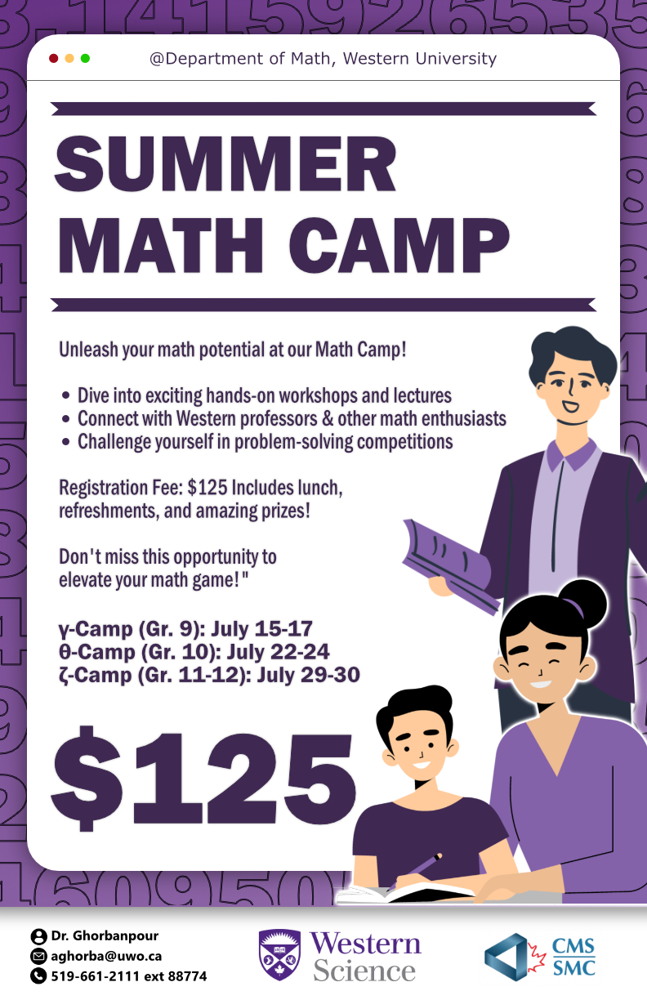 3.1415926535
@Department of Math, Western University
SUMMER
MATH CAMP
Unleash your math potential at our Math Camp!
• Dive into exciting hands-on workshops and lectures
• Connect with Western professors & other math enthusiasts
• Challenge yourself in problem-solving competitions
Registration Fee: $125 Includes lunch,
refreshments, and amazing prizes!
Don't miss this opportunity to
elevate your math game!"
γ-Camp (Gr. 9): July 15-17
θ-Camp (Gr. 10): July 22-24
ζ-Camp (Gr. 11-12): July 29-30
$125
Dr. Ghorbanpour
aghorba@uwo.ca
519-661-2111 ext 88774
Western
Science
CMS
SMC